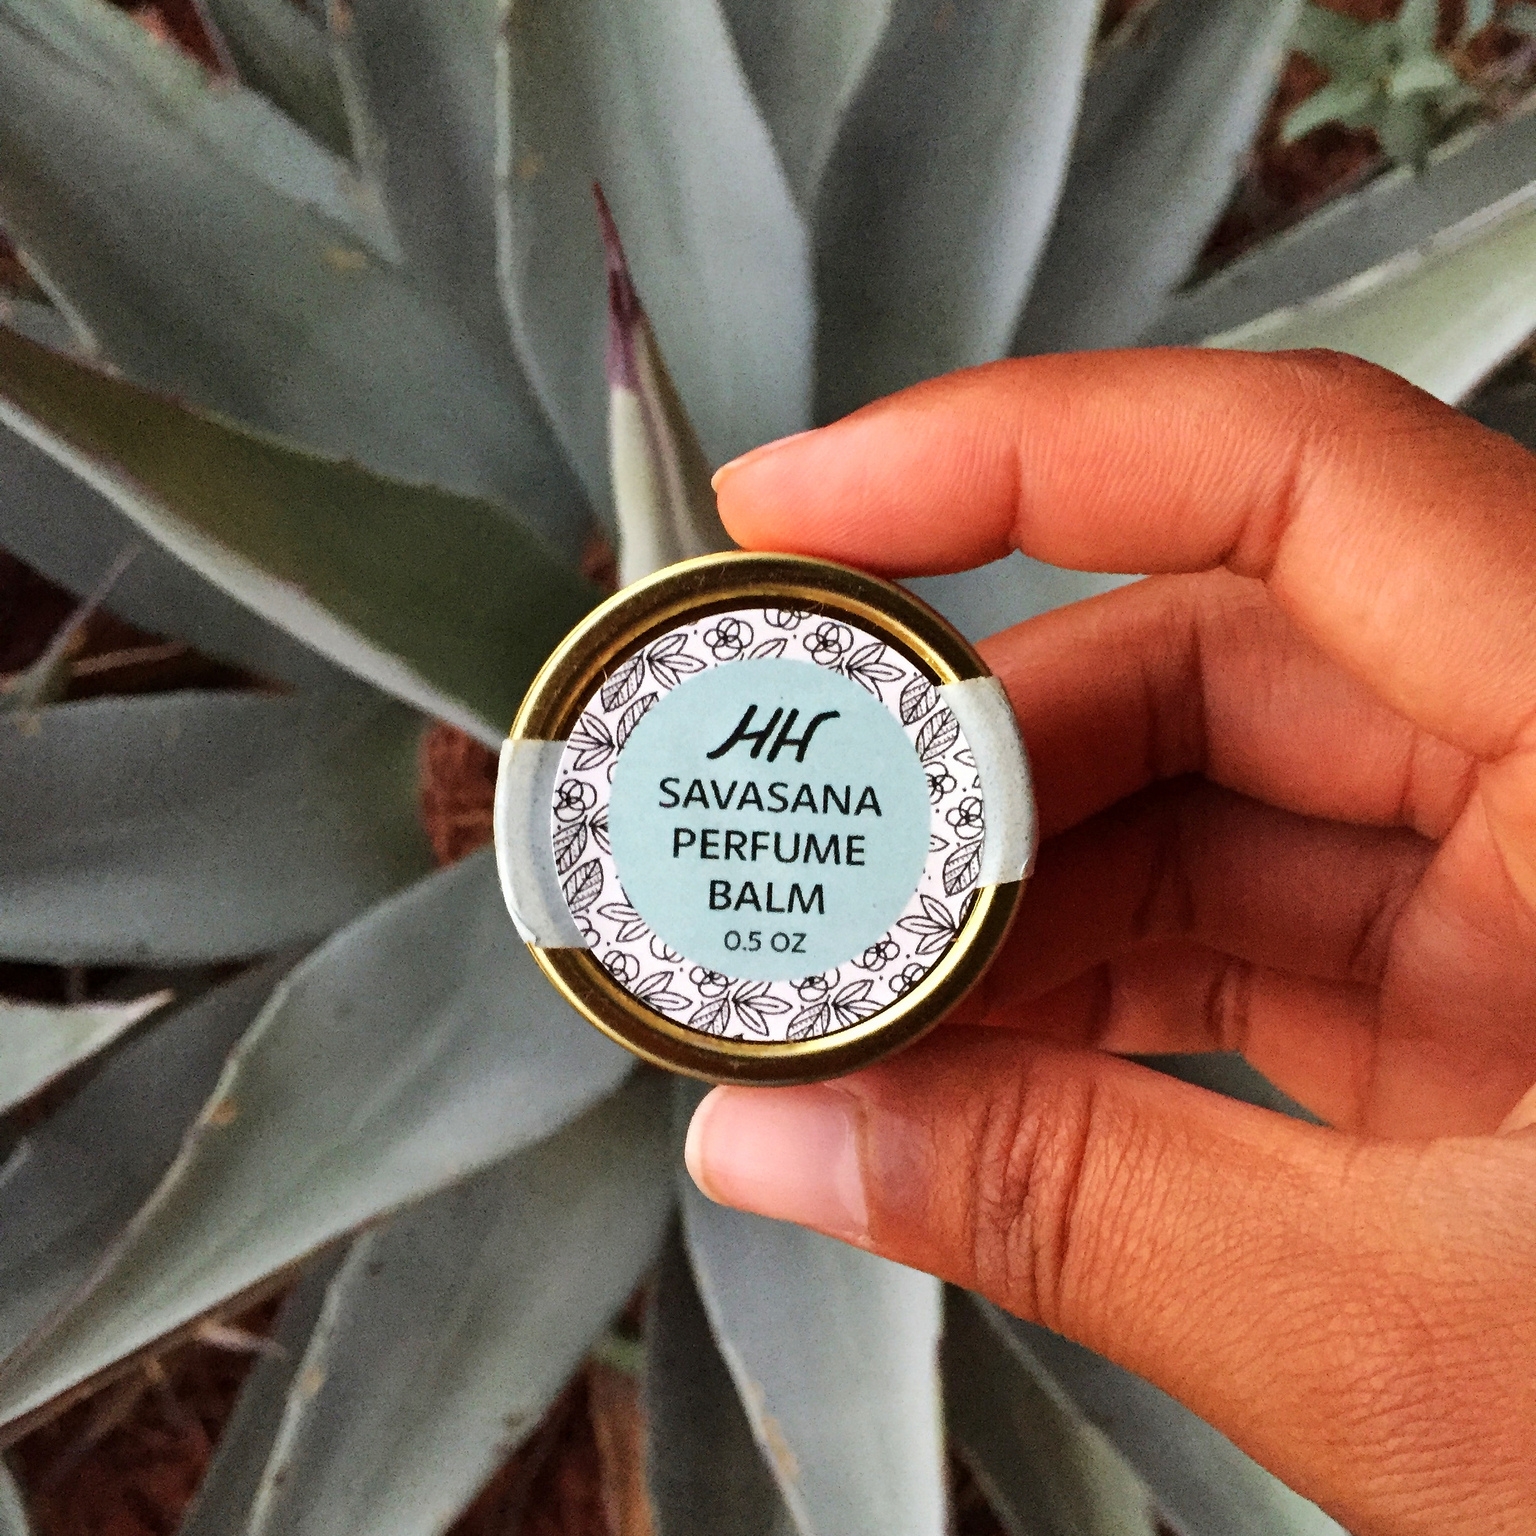 HH
SAVASANA
PERFUME
BALM
0.5 OZ